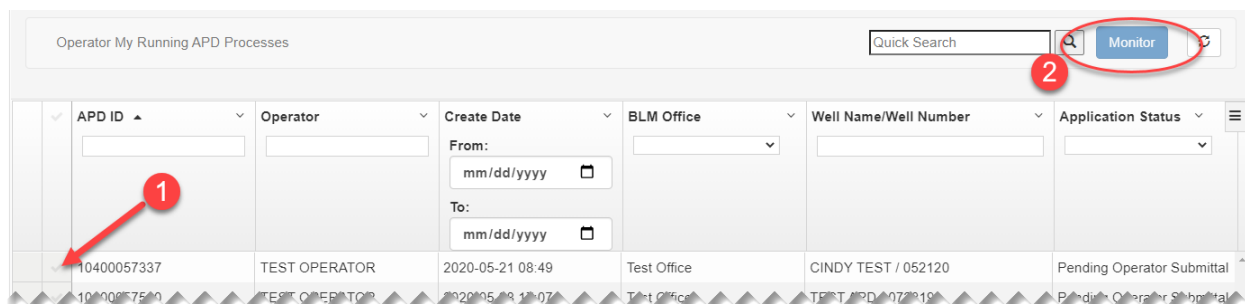 Operator My Running APD Processes Quick Search Monitor
2
APD ID Operator Create Date BLM Office Well Name/Well Number Application Status
From:
mm/dd/yyyy
1
To:
mm/dd/yyyy
10400057337 TEST OPERATOR 2020-05-21 08:49 Test Office CINDY TEST / 052120 Pending Operator Submittal